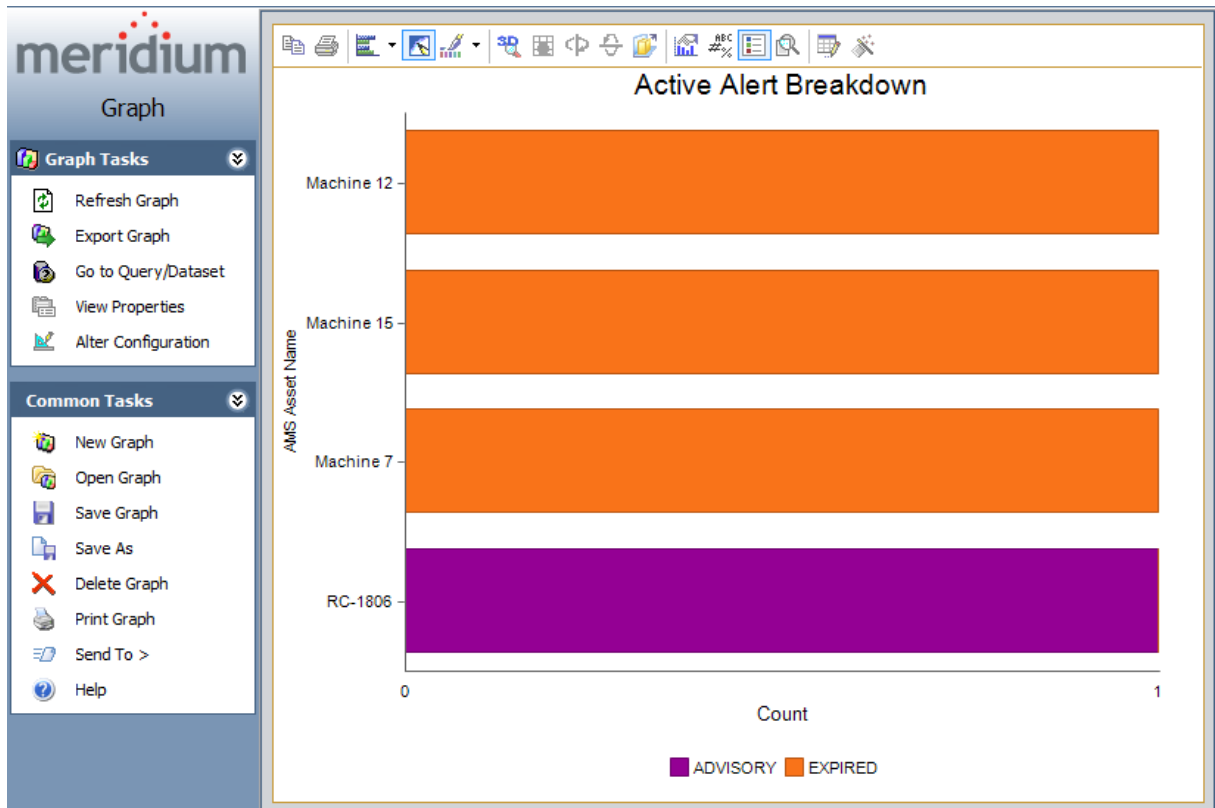 meridium
Graph
Graph Tasks
Refresh Graph
Export Graph
Go to Query/Dataset
View Properties
Alter Configuration
Common Tasks
New Graph
Open Graph
Save Graph
Save As
Delete Graph
Print Graph
Send To >
Help
3D
ABC
#%
Active Alert Breakdown
AMS Asset Name
Machine 12
Machine 15
Machine 7
RC-1806
0
1
Count
ADVISORY
EXPIRED